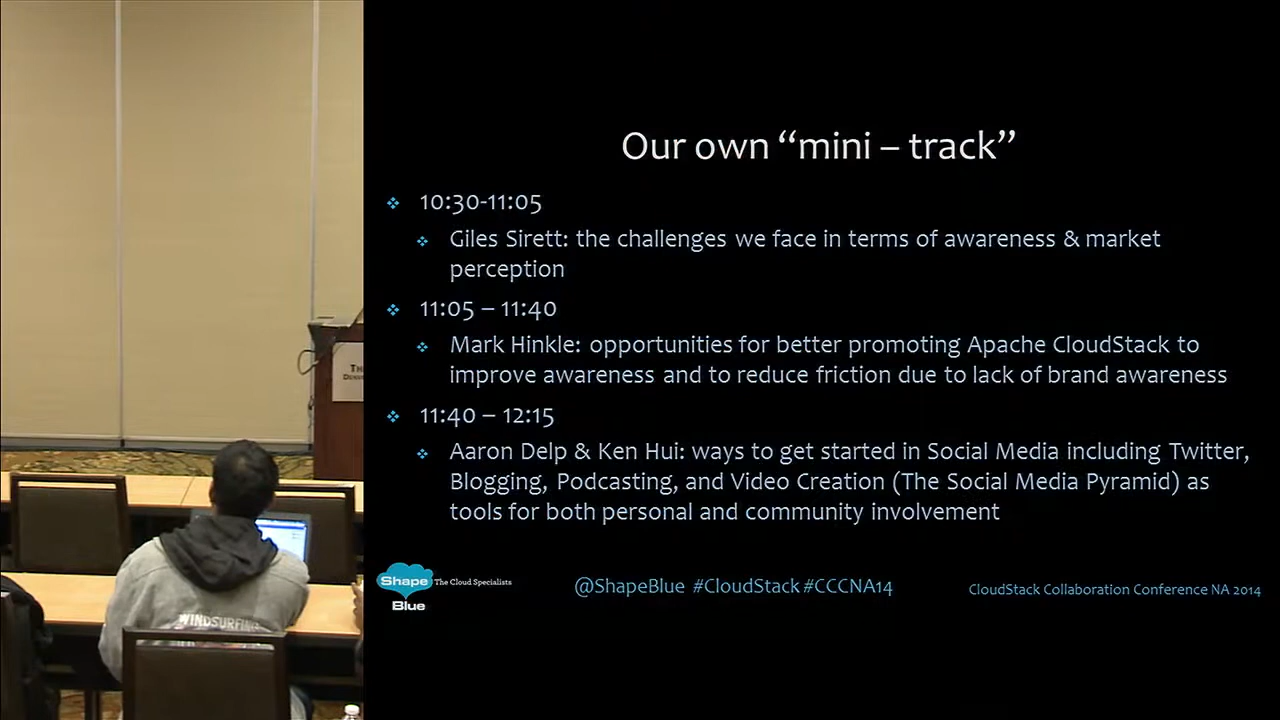 Our own “mini – track”
10:30-11:05
Giles Sirett: the challenges we face in terms of awareness & market
perception
11:05 – 11:40
Mark Hinkle: opportunities for better promoting Apache CloudStack to
improve awareness and to reduce friction due to lack of brand awareness
11:40 – 12:15
Aaron Delp & Ken Hui: ways to get started in Social Media including Twitter,
Blogging, Podcasting, and Video Creation (The Social Media Pyramid) as
tools for both personal and community involvement
Shape
Blue
The Cloud Specialists
@ShapeBlue #CloudStack #CCCNA14
CloudStack Collaboration Conference NA 2014